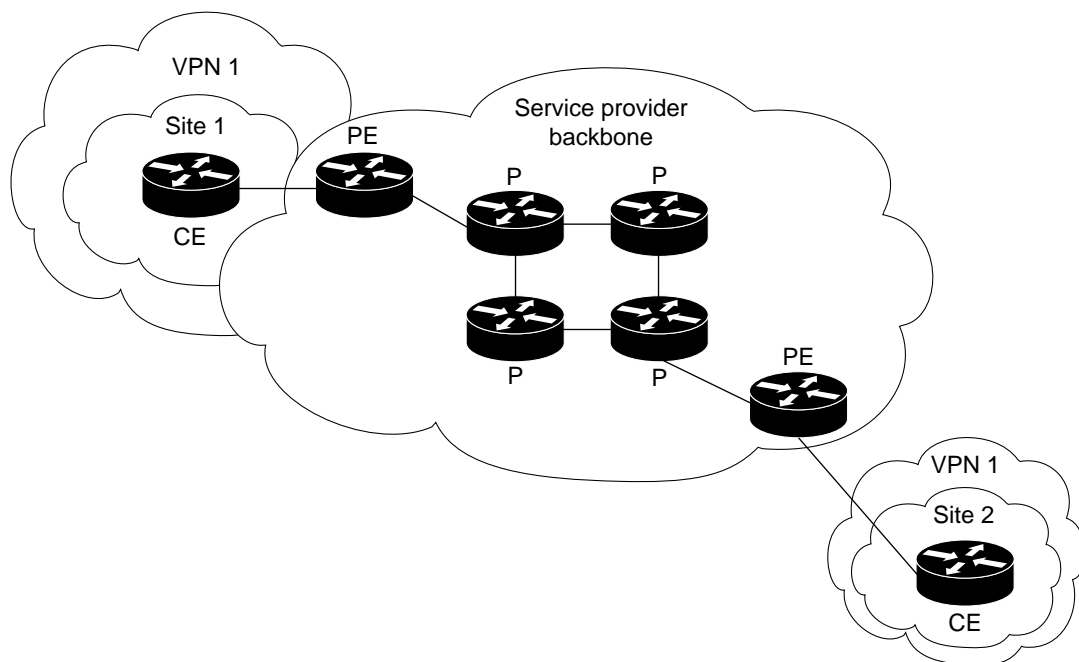 VPN 1
Site 1
CE
PE
Service provider
backbone
P
P
P
P
PE
VPN 1
Site 2
CE